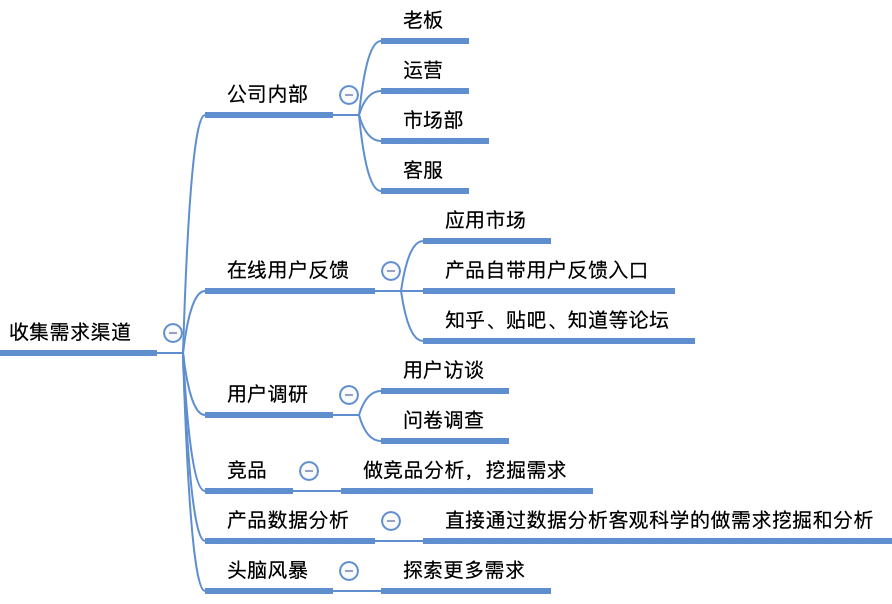 收集需求渠道
公司内部
老板
运营
市场部
客服
在线用户反馈
应用市场
产品自带用户反馈入口
知乎、贴吧、知道等论坛
用户调研
用户访谈
问卷调查
竞品
做竞品分析，挖掘需求
产品数据分析
直接通过数据分析客观科学的做需求挖掘和分析
头脑风暴
探索更多需求